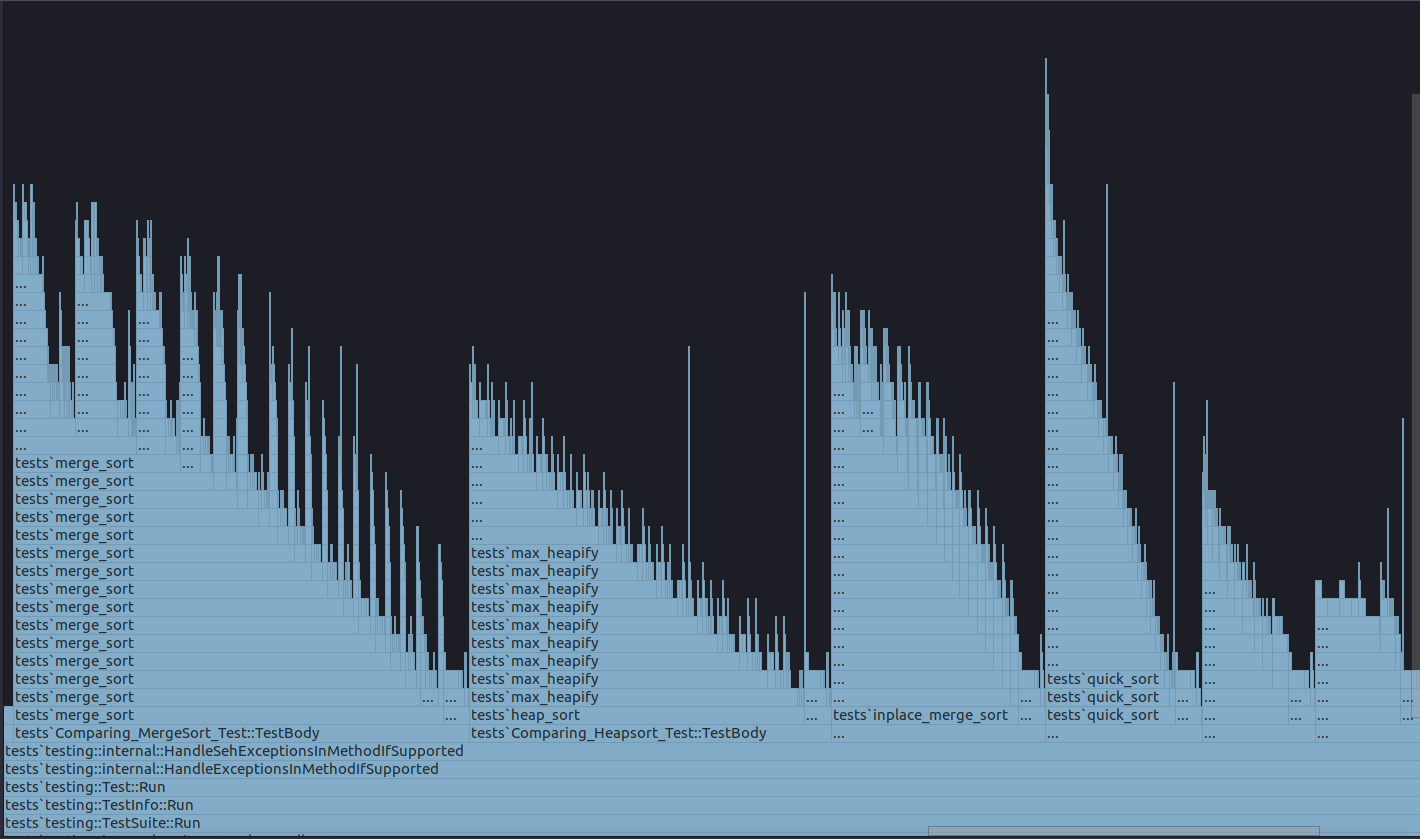 ...
... ...
... ... ... ...
... ... ... ...
... ... ... ... ...
... ... ... ... ...
... ... ... ... ... ...
... ... ... ... ... ... ...
... ... ... ... ... ...
... ... ... ... ...
tests`merge_sort ... ... ... ...
tests`merge_sort ... ... ...
tests`merge_sort ... ... ...
tests`merge_sort ... ... ...
tests`merge_sort ... ... ...
tests`merge_sort tests`max_heapify ... ... ...
tests`merge_sort tests`max_heapify ... ... ...
tests`merge_sort tests`max_heapify ... ... ...
tests`merge_sort tests`max_heapify ... ... ...
tests`merge_sort tests`max_heapify ... ... ... ...
tests`merge_sort tests`max_heapify ... ... ... ...
tests`merge_sort tests`max_heapify ... ... ... ...
tests`merge_sort tests`max_heapify ... tests`quick_sort ... ...
tests`merge_sort ... ... tests`max_heapify ... ... ... tests`quick_sort ... ... ... ... ...
tests`merge_sort ... tests`heap_sort ... tests`inplace_merge_sort ... tests`quick_sort ... ... ... ... ...
tests`Comparing_MergeSort_Test::TestBody tests`Comparing_Heapsort_Test::TestBody ... ... ... ...
tests`testing::internal::HandleSehExceptionsInMethodIfSupported
tests`testing::internal::HandleExceptionsInMethodIfSupported
tests`testing::Test::Run
tests`testing::TestInfo::Run
tests`testing::TestSuite::Run